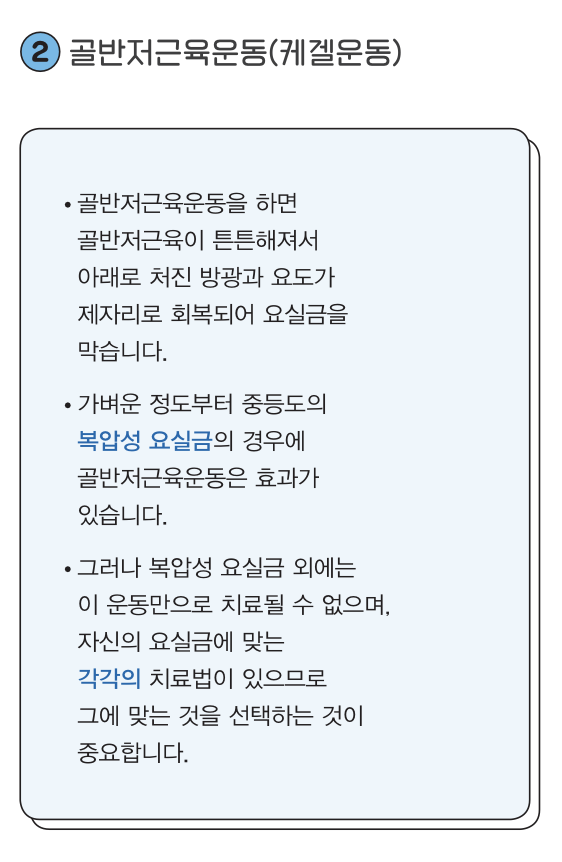 2 골반저근육운동(케겔운동)
• 골반저근육운동을 하면
골반저근육이 튼튼해져서
아래로 처진 방광과 요도가
제자리로 회복되어 요실금을
막습니다.
• 가벼운 정도부터 중등도의
복압성 요실금의 경우에
골반저근육운동은 효과가
있습니다.
• 그러나 복압성 요실금 외에는
이 운동만으로 치료될 수 없으며,
자신의 요실금에 맞는
각각의 치료법이 있으므로
그에 맞는 것을 선택하는 것이
중요합니다.